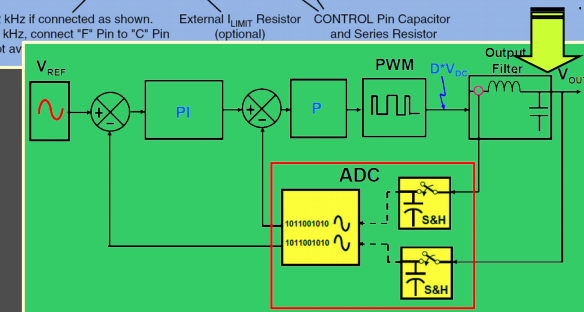 kHz if connected as shown.
kHz, connect "F" Pin to "C" Pin
External ILIMIT Resistor
(optional)
CONTROL Pin Capacitor
and Series Resistor
VREF
PI
P
PWM
D*VDC
Output
Filter
VOUT
ADC
1011001010
1011001010
S&H
S&H